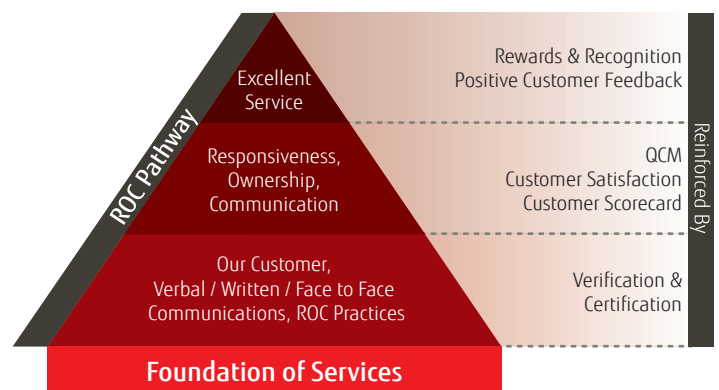 ROC Pathway
Excellent
Service
Rewards & Recognition
Positive Customer Feedback
Responsiveness,
Ownership,
Communication
QCM
Customer Satisfaction
Customer Scorecard
Our Customer,
Verbal / Written / Face to Face
Communications, ROC Practices
Verification &
Certification
Reinforced By
Foundation of Services